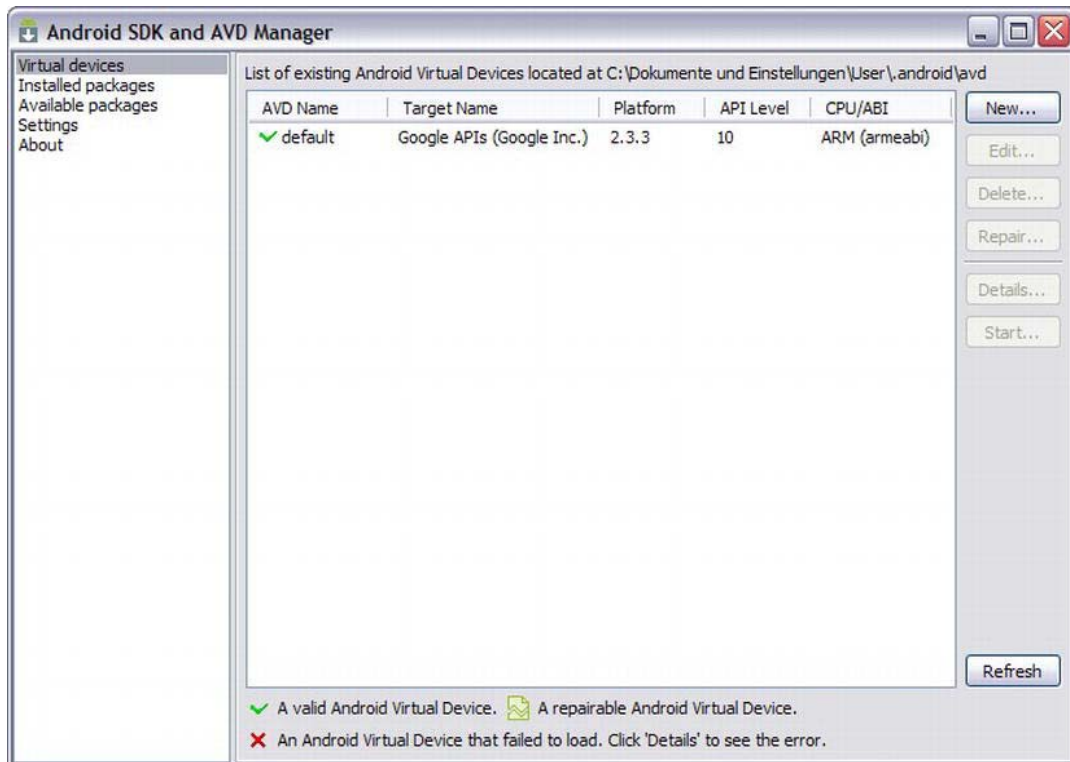 Android SDK and AVD Manager
Virtual devices
Installed packages
Available packages
Settings
About
List of existing Android Virtual Devices located at C:\Dokumente und Einstellungen\User\.android\avd
AVD Name Target Name Platform API Level CPU/ABI
default Google APIs (Google Inc.) 2.3.3 10 ARM (armeabi)
New...
Edit...
Delete...
Repair...
Details...
Start...
Refresh
A valid Android Virtual Device. A repairable Android Virtual Device.
An Android Virtual Device that failed to load. Click 'Details' to see the error.